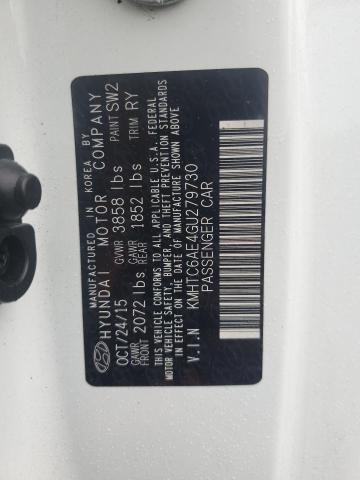 MANUFACTURED IN KOREA BY
HYUNDAI MOTOR COMPANY
OCT/24/15 GVWR 3858 lbs PAINT SW2
GAWR FRONT 2072 lbs GAWR REAR 1852 lbs TRIM RY
THIS VEHICLE CONFORMS TO ALL APPLICABLE U.S.A. FEDERAL
MOTOR VEHICLE SAFETY, BUMPER, AND THEFT PREVENTION STANDARDS
IN EFFECT ON THE DATE OF MANUFACTURE SHOWN ABOVE.
V.I.N KMHTC6AE4GU279730
PASSENGER CAR